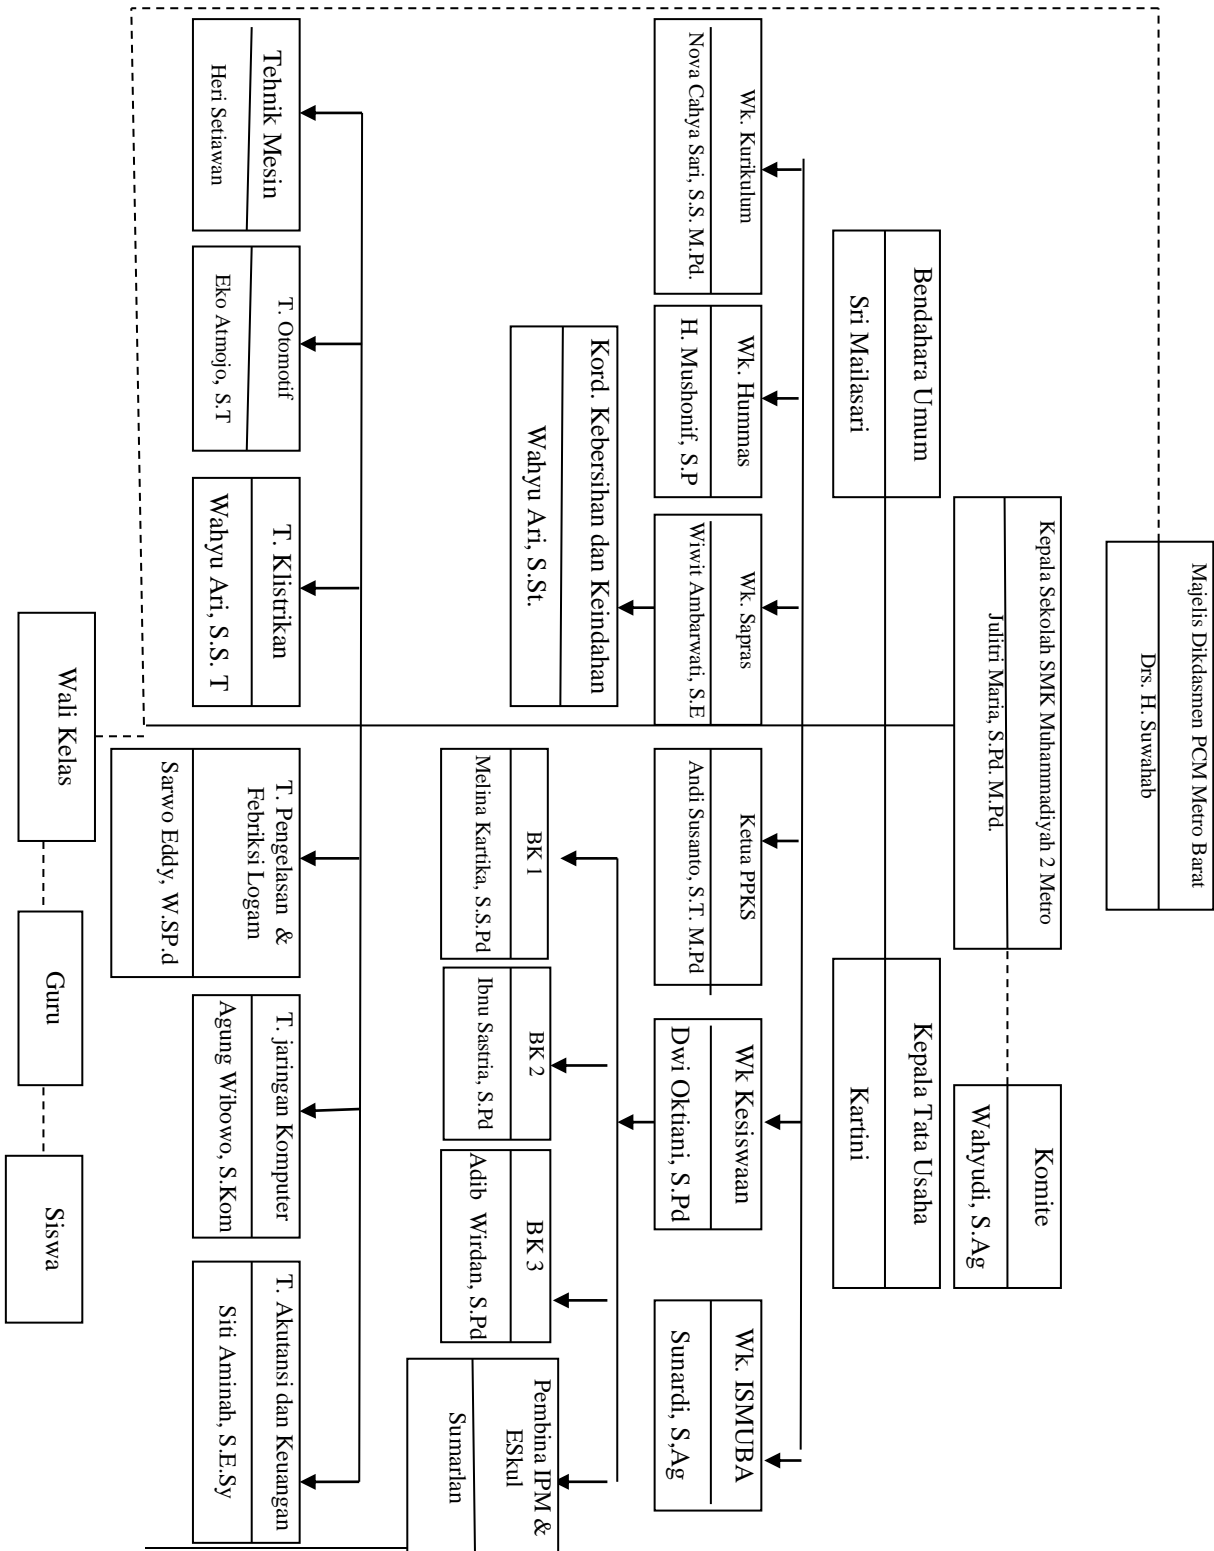 Majelis Dikdasmen PCM Metro Barat
Drs. H. Suwahab
Kepala Sekolah SMK Muhammadiyah 2 Metro
Julitri Maria, S.Pd. M.Pd.
Komite
Wahyudi, S.Ag
Bendahara Umum
Sri Mailasari
Kepala Tata Usaha
Kartini
Wk. Kurikulum
Nova Cahya Sari, S.S. M.Pd.
Wk. Hummas
H. Mushonif, S.P
Wk. Sapras
Wiwit Ambarwati, S.E
Ketua PPKS
Andi Susanto, S.T. M.Pd
Wk Kesiswaan
Dwi Oktiani, S.Pd
Wk. ISMUBA
Sunardi, S,Ag
Kord. Kebersihan dan Keindahan
Wahyu Ari, S.St.
BK 1
Melina Kartika, S.S.Pd
BK 2
Ibnu Sastria, S.Pd
BK 3
Adib Wirdan, S.Pd
Pembina IPM &
ESkul
Sumarlan
Tehnik Mesin
Heri Setiawan
T. Otomotif
Eko Atmojo, S.T
T. Klistrikan
Wahyu Ari, S.S. T
T. Pengelasan &
Febriksi Logam
Sarwo Eddy, W.SP.d
T. jaringan Komputer
Agung Wibowo, S.Kom
T. Akutansi dan Keuangan
Siti Aminah, S.E.Sy
Wali Kelas
Guru
Siswa